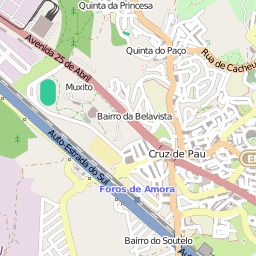 Quinta da Princesa
Avenida 25 de Abril
Quinta do Paço
Rua de Cacheu
Muxito
Bairro da Belavista
Auto-Estrada do Sul
Cruz de Pau
E
Foros de Amora
Bairro do Soutelo
Au